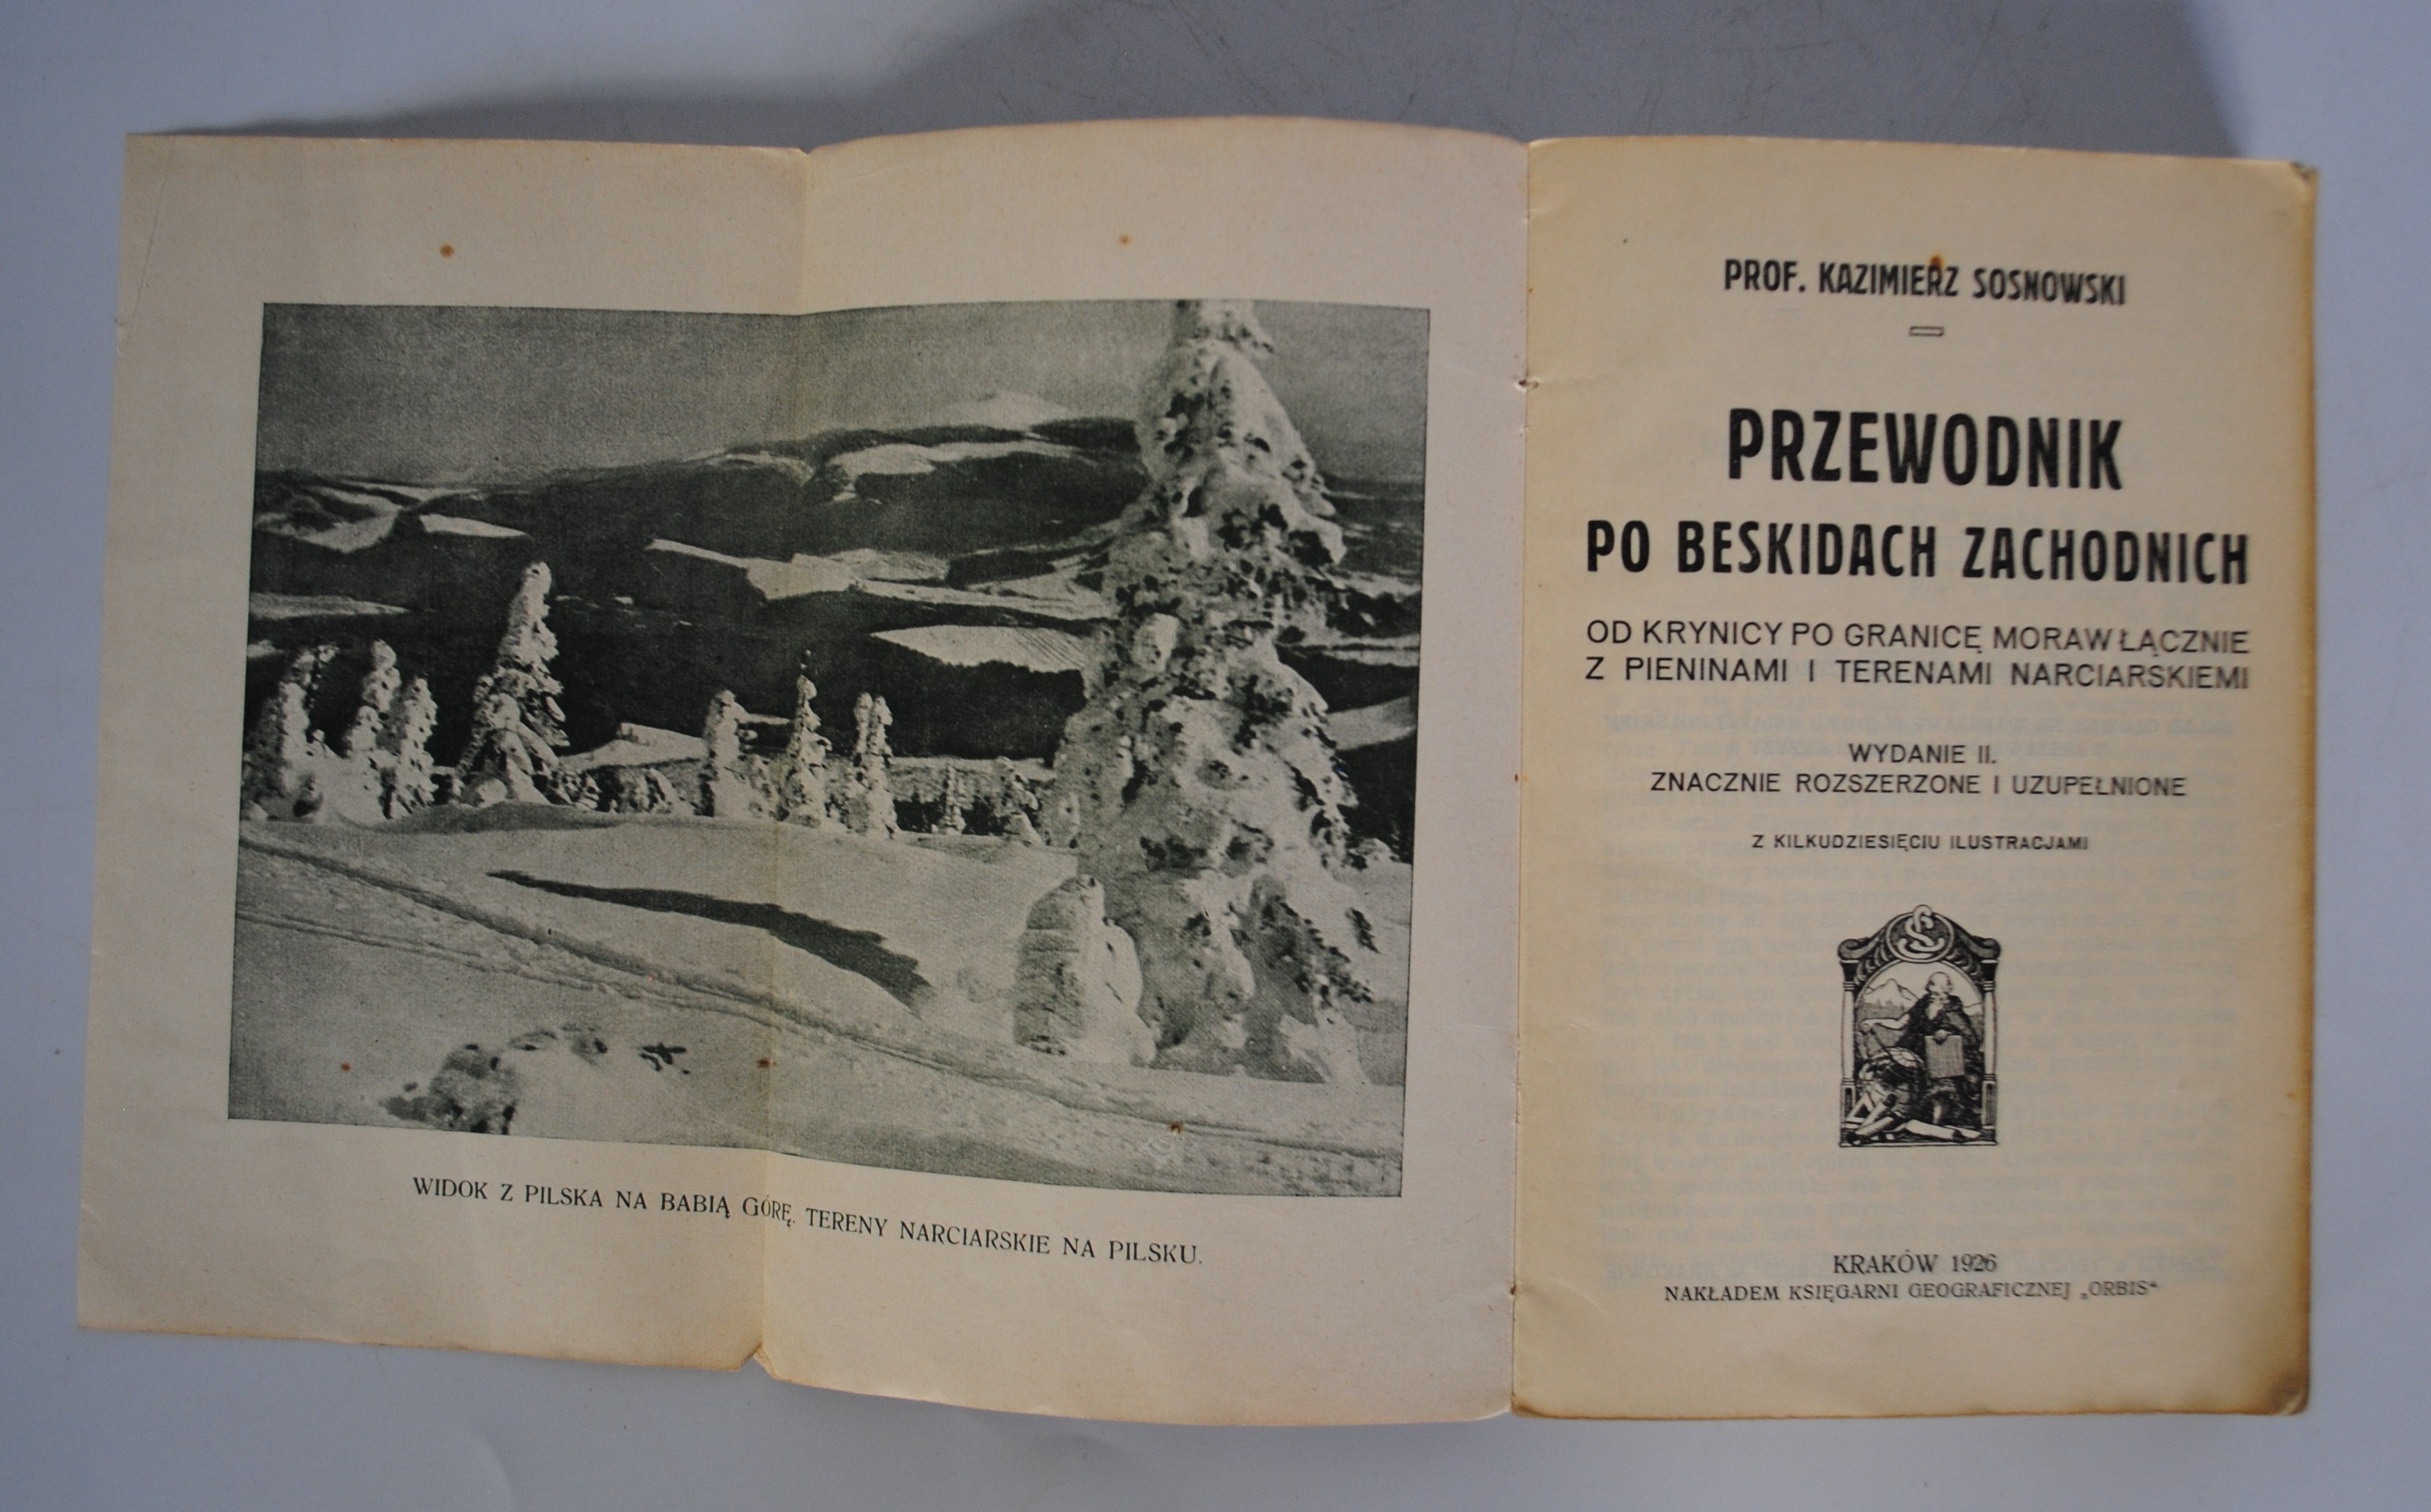 WIDOK Z PILSKA NA BABIĄ GÓRĘ. TERENY NARCIARSKIE NA PILSKU.
PROF. KAZIMIERZ SOSNOWSKI
PRZEWODNIK
PO BESKIDACH ZACHODNICH
OD KRYNICY PO GRANICĘ MORAW ŁĄCZNIE
Z PIENINAMI I TERENAMI NARCIARSKIEMI
WYDANIE II.
ZNACZNIE ROZSZERZONE I UZUPEŁNIONE
Z KILKUDZIESIĘCIU ILUSTRACJAMI
KRAKÓW 1926
NAKŁADEM KSIĘGARNI GEOGRAFICZNEJ „ORBIS“